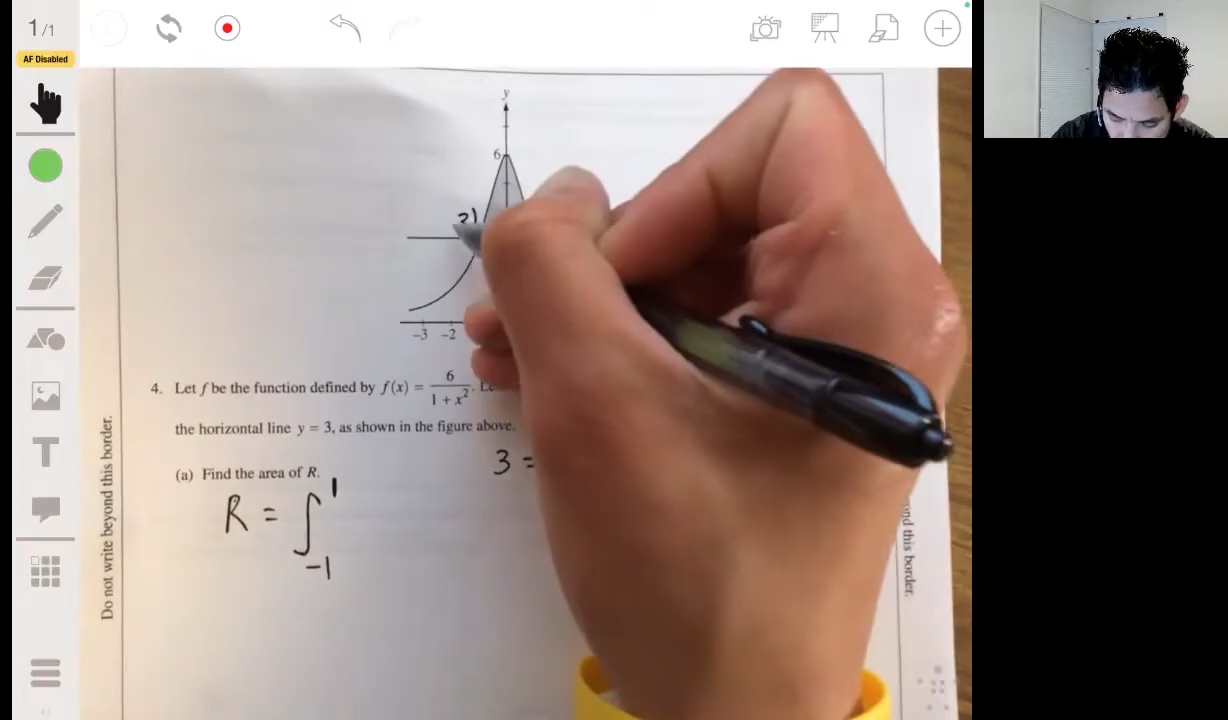 1/1
AF Disabled
T
y
6
-3 -2
4. Let f be the function defined by f(x) = 6 / (1 + x²).
the horizontal line y = 3, as shown in the figure above.
3 =
(a) Find the area of R.
R = ∫ 1 -1
Do not write beyond this border.
ond this border.